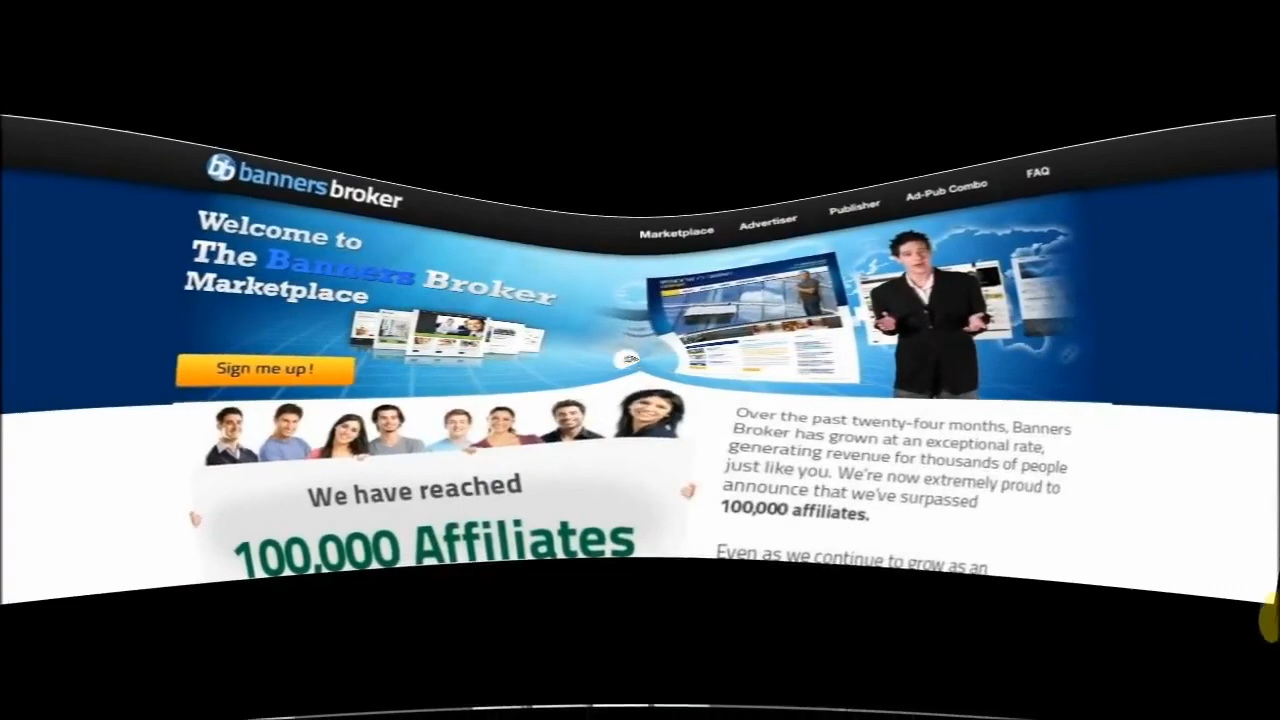 bb bannersbroker
Marketplace Advertiser Publisher Ad-Pub Combo FAQ
Welcome to
The Banners Broker
Marketplace
Sign me up!
We have reached
100,000 Affiliates
Over the past twenty-four months, Banners
Broker has grown at an exceptional rate,
generating revenue for thousands of people
just like you. We're now extremely proud to
announce that we've surpassed
100,000 affiliates.
Even as we continue to grow as an